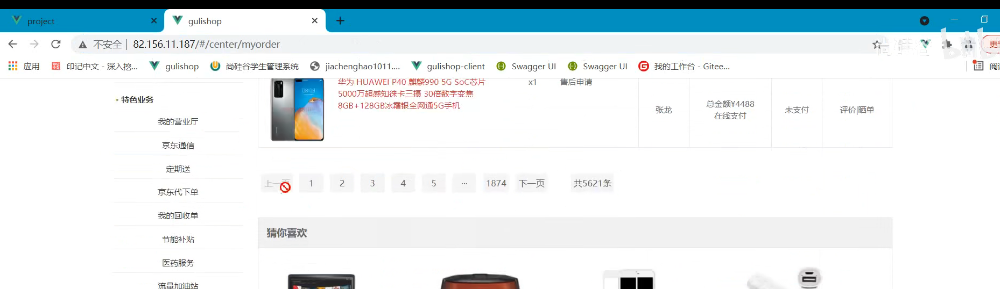 project
gulishop
不安全 | 82.156.11.187/#/center/myorder
更
应用
印记中文 - 深入挖...
gulishop
尚硅谷学生管理系统
jiachenghao1011....
gulishop-client
Swagger UI
Swagger UI
我的工作台 - Gitee...
特色业务
我的营业厅
京东通信
定期送
京东代下单
我的回收单
节能补贴
医药服务
流量加油站
华为 HUAWEI P40 麒麟990 5G SoC芯片
5000万超感知徕卡三摄 30倍数字变焦
8GB+128GB冰霜银全网通5G手机
x1
售后申请
张龙
总金额¥4488
在线支付
未支付
评价|晒单
上一页 1 2 3 4 5 ... 1874 下一页 共5621条
猜你喜欢